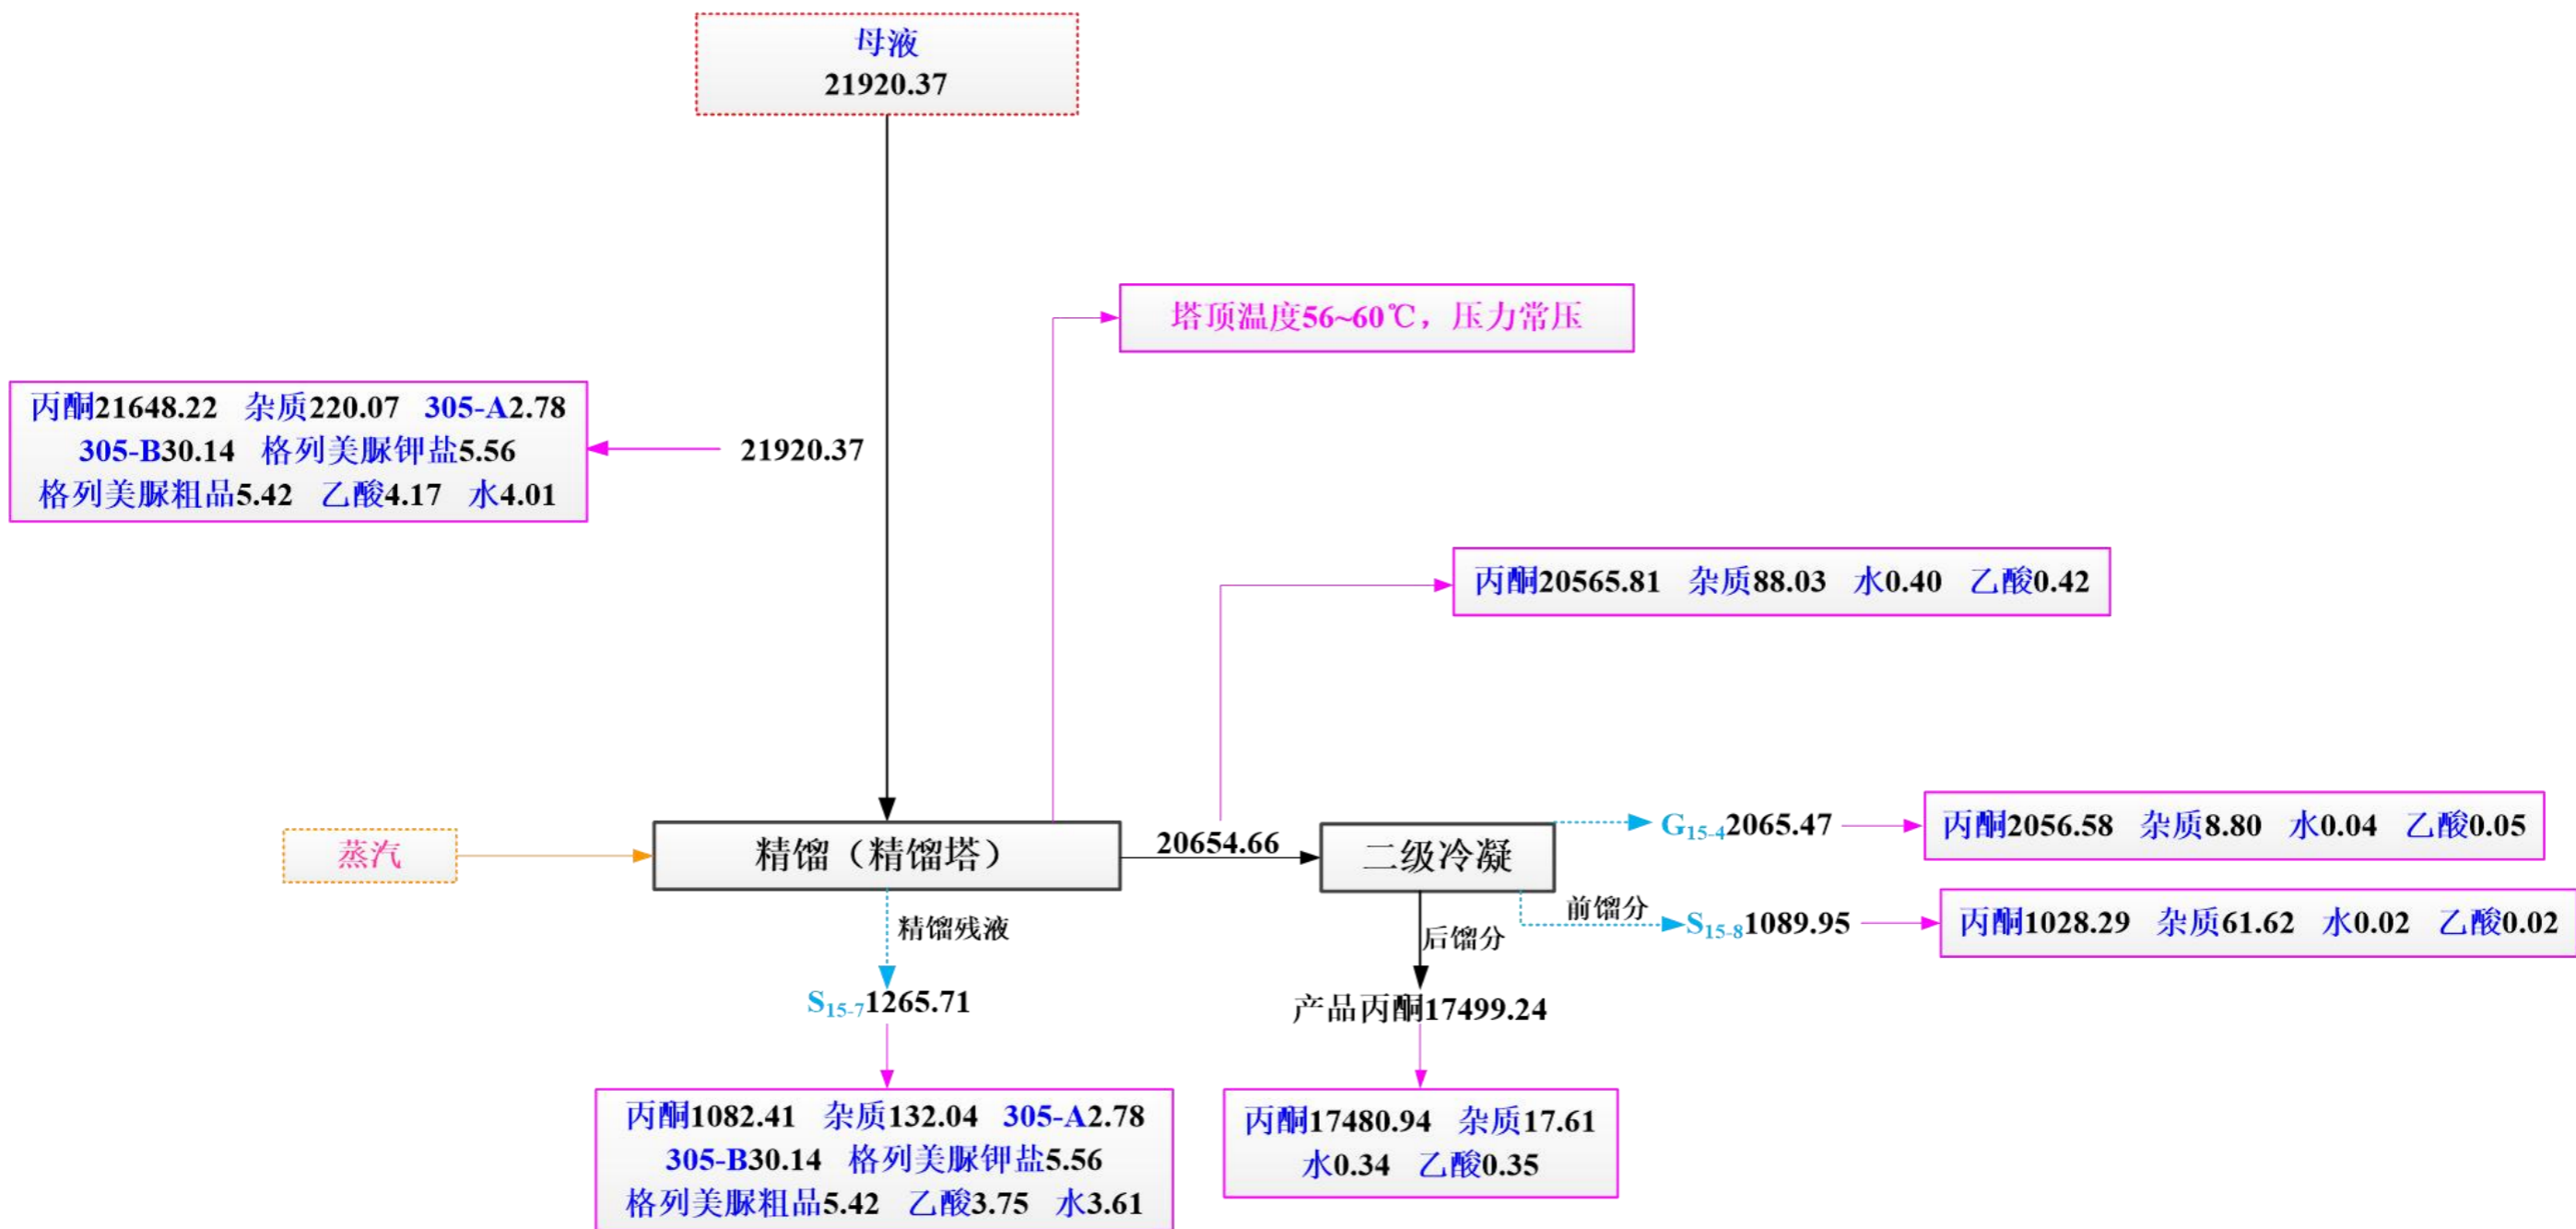 母液
21920.37
塔顶温度56~60℃，压力常压
丙酮21648.22 杂质220.07 305-A2.78
305-B30.14 格列美脲钾盐5.56
格列美脲粗品5.42 乙酸4.17 水4.01
21920.37
丙酮20565.81 杂质88.03 水0.40 乙酸0.42
蒸汽
精馏（精馏塔）
20654.66
二级冷凝
G15-42065.47
丙酮2056.58 杂质8.80 水0.04 乙酸0.05
前馏分
S15-81089.95
丙酮1028.29 杂质61.62 水0.02 乙酸0.02
精馏残液
后馏分
S15-71265.71
产品丙酮17499.24
丙酮1082.41 杂质132.04 305-A2.78
305-B30.14 格列美脲钾盐5.56
格列美脲粗品5.42 乙酸3.75 水3.61
丙酮17480.94 杂质17.61
水0.34 乙酸0.35